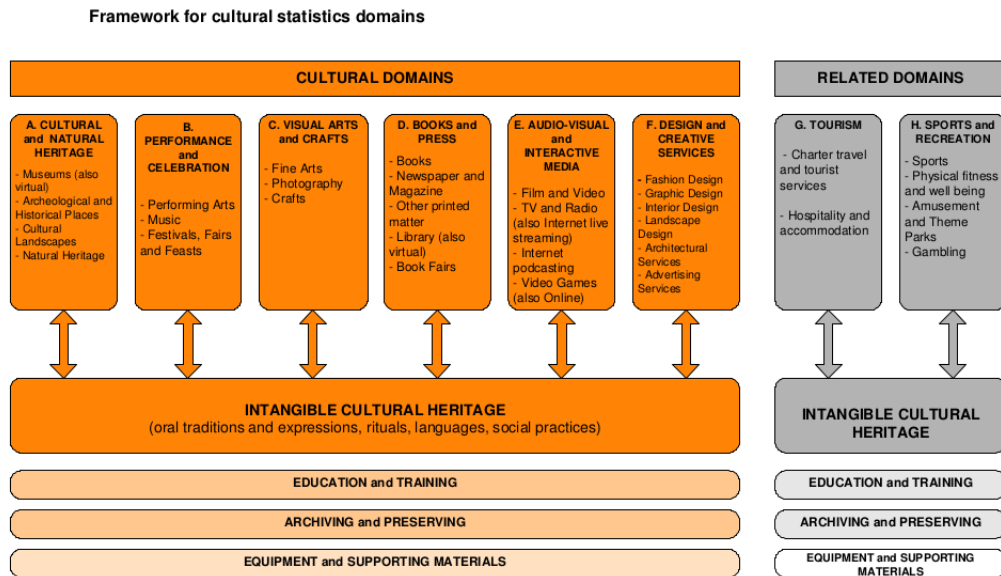 Framework for cultural statistics domains
CULTURAL DOMAINS
RELATED DOMAINS
A. CULTURAL
and NATURAL
HERITAGE
- Museums (also
virtual)
- Archeological and
Historical Places
- Cultural
Landscapes
- Natural Heritage
B.
PERFORMANCE
and
CELEBRATION
- Performing Arts
- Music
- Festivals, Fairs
and Feasts
C. VISUAL ARTS
and CRAFTS
- Fine Arts
- Photography
- Crafts
D. BOOKS and
PRESS
- Books
- Newspaper and
Magazine
- Other printed
matter
- Library (also
virtual)
- Book Fairs
E. AUDIO-VISUAL
and
INTERACTIVE
MEDIA
- Film and Video
- TV and Radio
(also Internet live
streaming)
- Internet
podcasting
- Video Games
(also Online)
F. DESIGN and
CREATIVE
SERVICES
- Fashion Design
- Graphic Design
- Interior Design
- Landscape
Design
- Architectural
Services
- Advertising
Services
G. TOURISM
- Charter travel
and tourist
services
- Hospitality and
accommodation
H. SPORTS and
RECREATION
- Sports
- Physical fitness
and well being
- Amusement and
Theme
Parks
- Gambling
INTANGIBLE CULTURAL HERITAGE
(oral traditions and expressions, rituals, languages, social practices)
INTANGIBLE CULTURAL
HERITAGE
EDUCATION and TRAINING
EDUCATION and TRAINING
ARCHIVING and PRESERVING
ARCHIVING and PRESERVING
EQUIPMENT and SUPPORTING MATERIALS
EQUIPMENT and SUPPORTING
MATERIALS